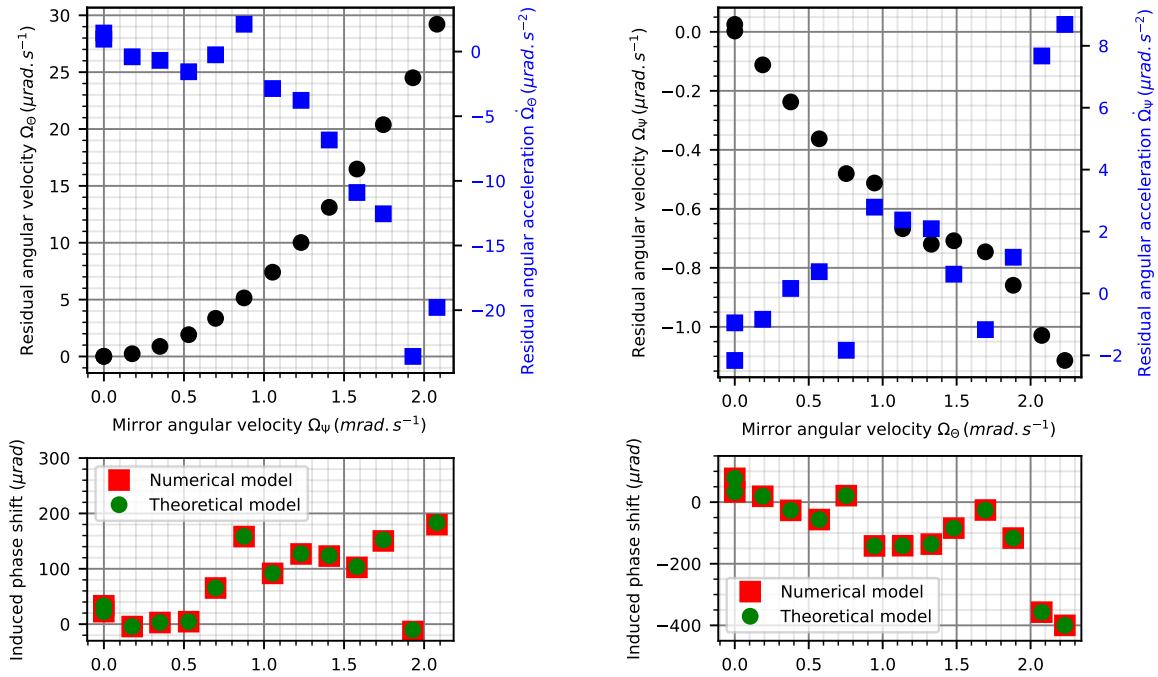 Residual angular velocity Ω_Θ (μrad.s⁻¹)
30
25
20
15
10
5
0
0
−5
−10
−15
−20
Residual angular acceleration Ω̇_Θ (μrad.s⁻²)
0.0 0.5 1.0 1.5 2.0
Mirror angular velocity Ω_Ψ (mrad.s⁻¹)
Residual angular velocity Ω_Ψ (μrad.s⁻¹)
0.0
−0.2
−0.4
−0.6
−0.8
−1.0
8
6
4
2
0
−2
Residual angular acceleration Ω̇_Ψ (μrad.s⁻²)
0.0 0.5 1.0 1.5 2.0
Mirror angular velocity Ω_Θ (mrad.s⁻¹)
Induced phase shift (μrad)
300
200
100
0
Numerical model
Theoretical model
0.0 0.5 1.0 1.5 2.0
Induced phase shift (μrad)
0
−200
−400
Numerical model
Theoretical model
0.0 0.5 1.0 1.5 2.0